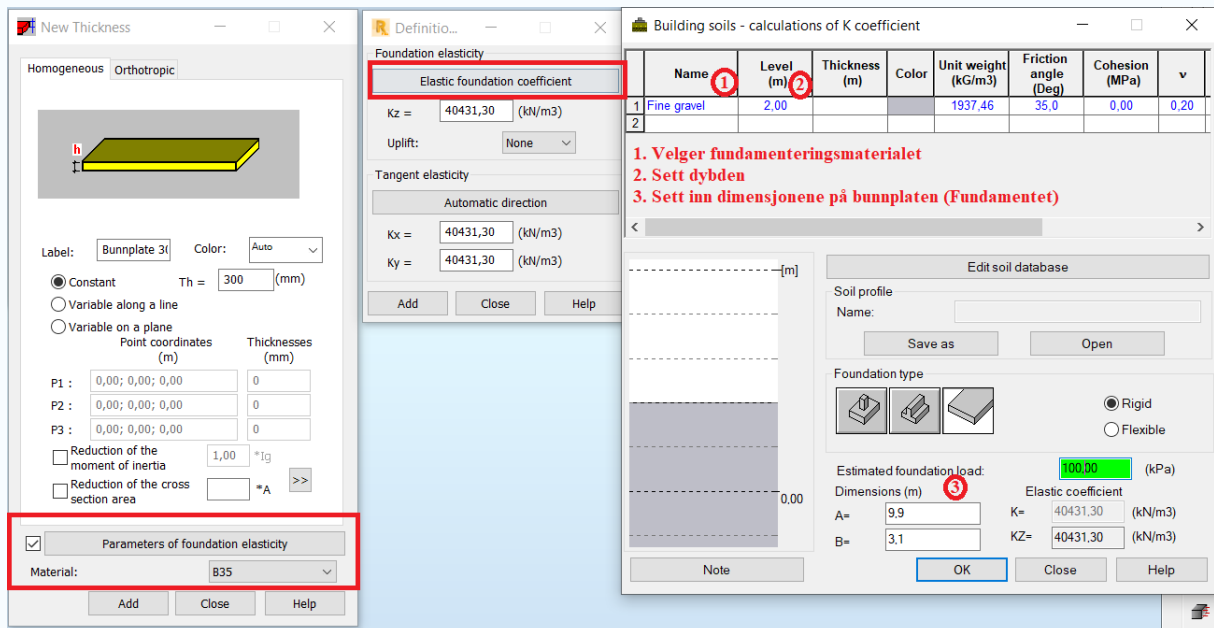 New Thickness
Homogeneous Orthotropic
h
Label: Bunnplate 3( Color: Auto
Constant Th = 300 (mm)
Variable along a line
Variable on a plane
Point coordinates Thicknesses
(m) (mm)
P1 : 0,00; 0,00; 0,00 0
P2 : 0,00; 0,00; 0,00 0
P3 : 0,00; 0,00; 0,00 0
Reduction of the
moment of inertia 1,00 *Ig
Reduction of the cross
section area *A >>
Parameters of foundation elasticity
Material: B35
Add Close Help
R Definitio...
Foundation elasticity
Elastic foundation coefficient
Kz = 40431,30 (kN/m3)
Uplift: None
Tangent elasticity
Automatic direction
Kx = 40431,30 (kN/m3)
Ky = 40431,30 (kN/m3)
Add Close Help
Building soils - calculations of K coefficient
Name 1 Level (m) 2 Thickness (m) Color Unit weight (kG/m3) Friction angle (Deg) Cohesion (MPa) ν
1 Fine gravel 2,00 1937,46 35,0 0,00 0,20
2
1. Velger fundamenteringsmaterialet
2. Sett dybden
3. Sett inn dimensjonene på bunnplaten (Fundamentet)
[m]
0,00
Note
Edit soil database
Soil profile
Name:
Save as Open
Foundation type
Rigid
Flexible
Estimated foundation load: 100,00 (kPa)
Dimensions (m) 3 Elastic coefficient
A= 9,9 K= 40431,30 (kN/m3)
B= 3,1 KZ= 40431,30 (kN/m3)
OK Close Help